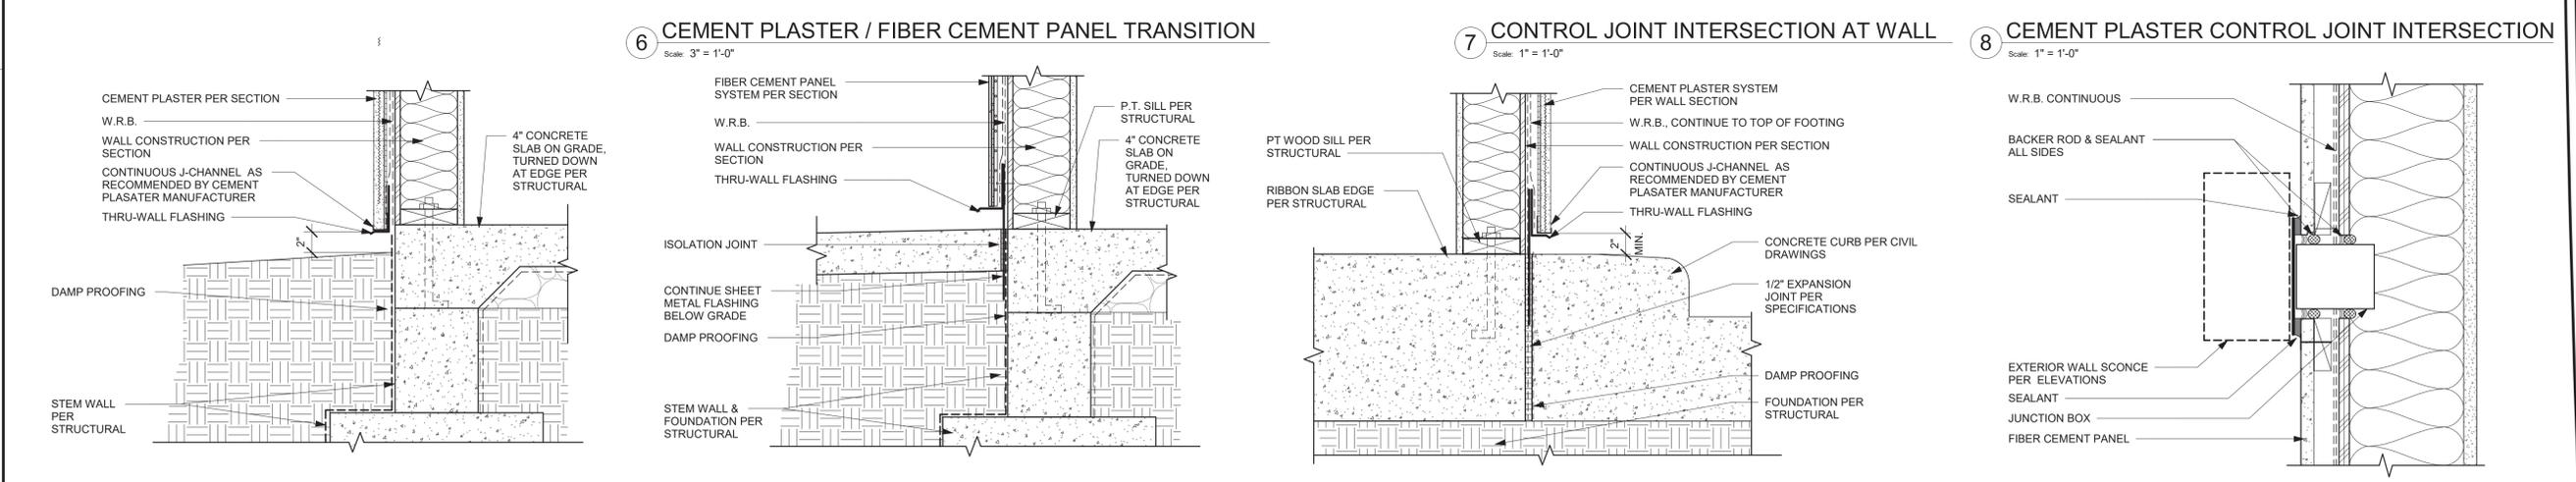 6
CEMENT PLASTER / FIBER CEMENT PANEL TRANSITION
Scale: 3" = 1'-0"
7
CONTROL JOINT INTERSECTION AT WALL
Scale: 1" = 1'-0"
8
CEMENT PLASTER CONTROL JOINT INTERSECTION
Scale: 1" = 1'-0"
CEMENT PLASTER PER SECTION
W.R.B.
WALL CONSTRUCTION PER
SECTION
CONTINUOUS J-CHANNEL AS
RECOMMENDED BY CEMENT
PLASATER MANUFACTURER
THRU-WALL FLASHING
2"
DAMP PROOFING
STEM WALL
PER
STRUCTURAL
4" CONCRETE
SLAB ON GRADE,
TURNED DOWN
AT EDGE PER
STRUCTURAL
FIBER CEMENT PANEL
SYSTEM PER SECTION
W.R.B.
WALL CONSTRUCTION PER
SECTION
THRU-WALL FLASHING
ISOLATION JOINT
CONTINUE SHEET
METAL FLASHING
BELOW GRADE
DAMP PROOFING
STEM WALL &
FOUNDATION PER
STRUCTURAL
P.T. SILL PER
STRUCTURAL
4" CONCRETE
SLAB ON
GRADE,
TURNED DOWN
AT EDGE PER
STRUCTURAL
PT WOOD SILL PER
STRUCTURAL
RIBBON SLAB EDGE
PER STRUCTURAL
CEMENT PLASTER SYSTEM
PER WALL SECTION
W.R.B., CONTINUE TO TOP OF FOOTING
WALL CONSTRUCTION PER SECTION
CONTINUOUS J-CHANNEL AS
RECOMMENDED BY CEMENT
PLASATER MANUFACTURER
THRU-WALL FLASHING
2"
MIN.
CONCRETE CURB PER CIVIL
DRAWINGS
1/2" EXPANSION
JOINT PER
SPECIFICATIONS
DAMP PROOFING
FOUNDATION PER
STRUCTURAL
W.R.B. CONTINUOUS
BACKER ROD & SEALANT
ALL SIDES
SEALANT
EXTERIOR WALL SCONCE
PER ELEVATIONS
SEALANT
JUNCTION BOX
FIBER CEMENT PANEL